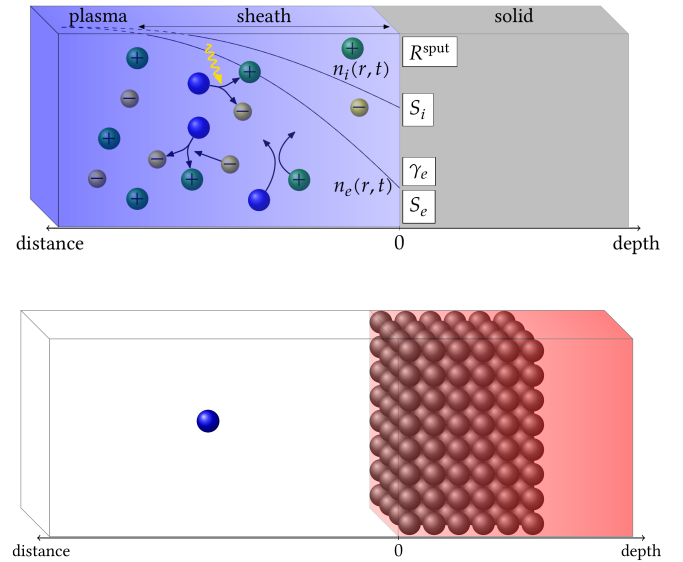 plasma sheath solid
R^sput
n_i(r, t)
S_i
γ_e
n_e(r, t)
S_e
distance 0 depth
distance 0 depth